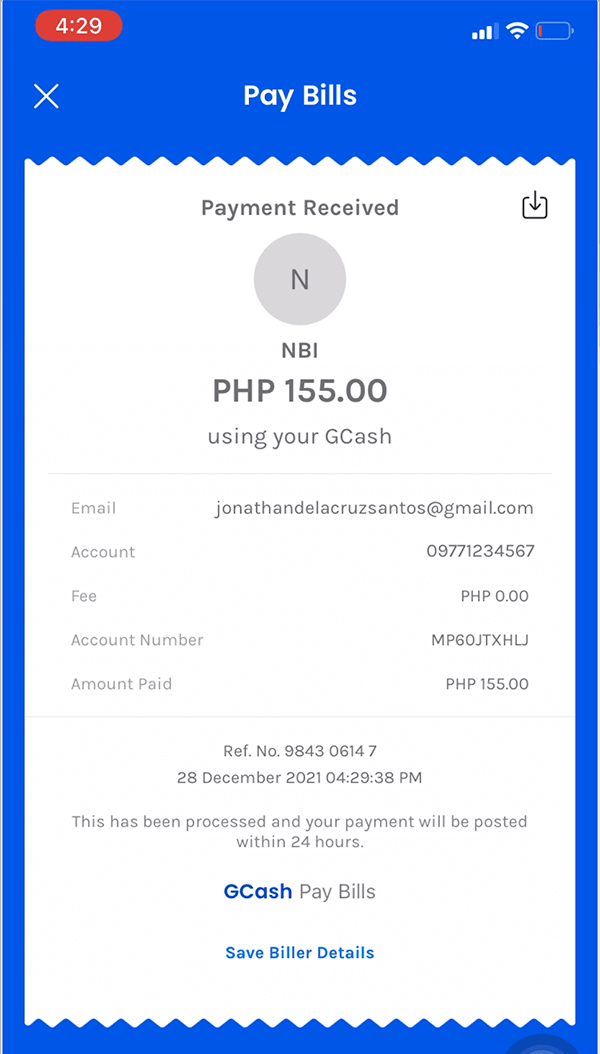 4:29
Pay Bills
Payment Received
N
NBI
PHP 155.00
using your GCash
Email jonathandelacruzsantos@gmail.com
Account 09771234567
Fee PHP 0.00
Account Number MP60JTXHLJ
Amount Paid PHP 155.00
Ref. No. 9843 0614 7
28 December 2021 04:29:38 PM
This has been processed and your payment will be posted
within 24 hours.
GCash Pay Bills
Save Biller Details